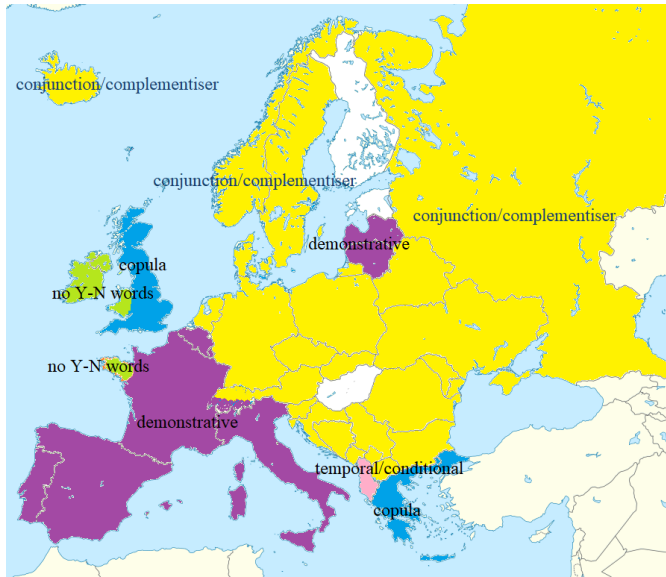 conjunction/complementiser
conjunction/complementiser
conjunction/complementiser
demonstrative
copula
no Y-N words
no Y-N words
demonstrative
temporal/conditional
copula